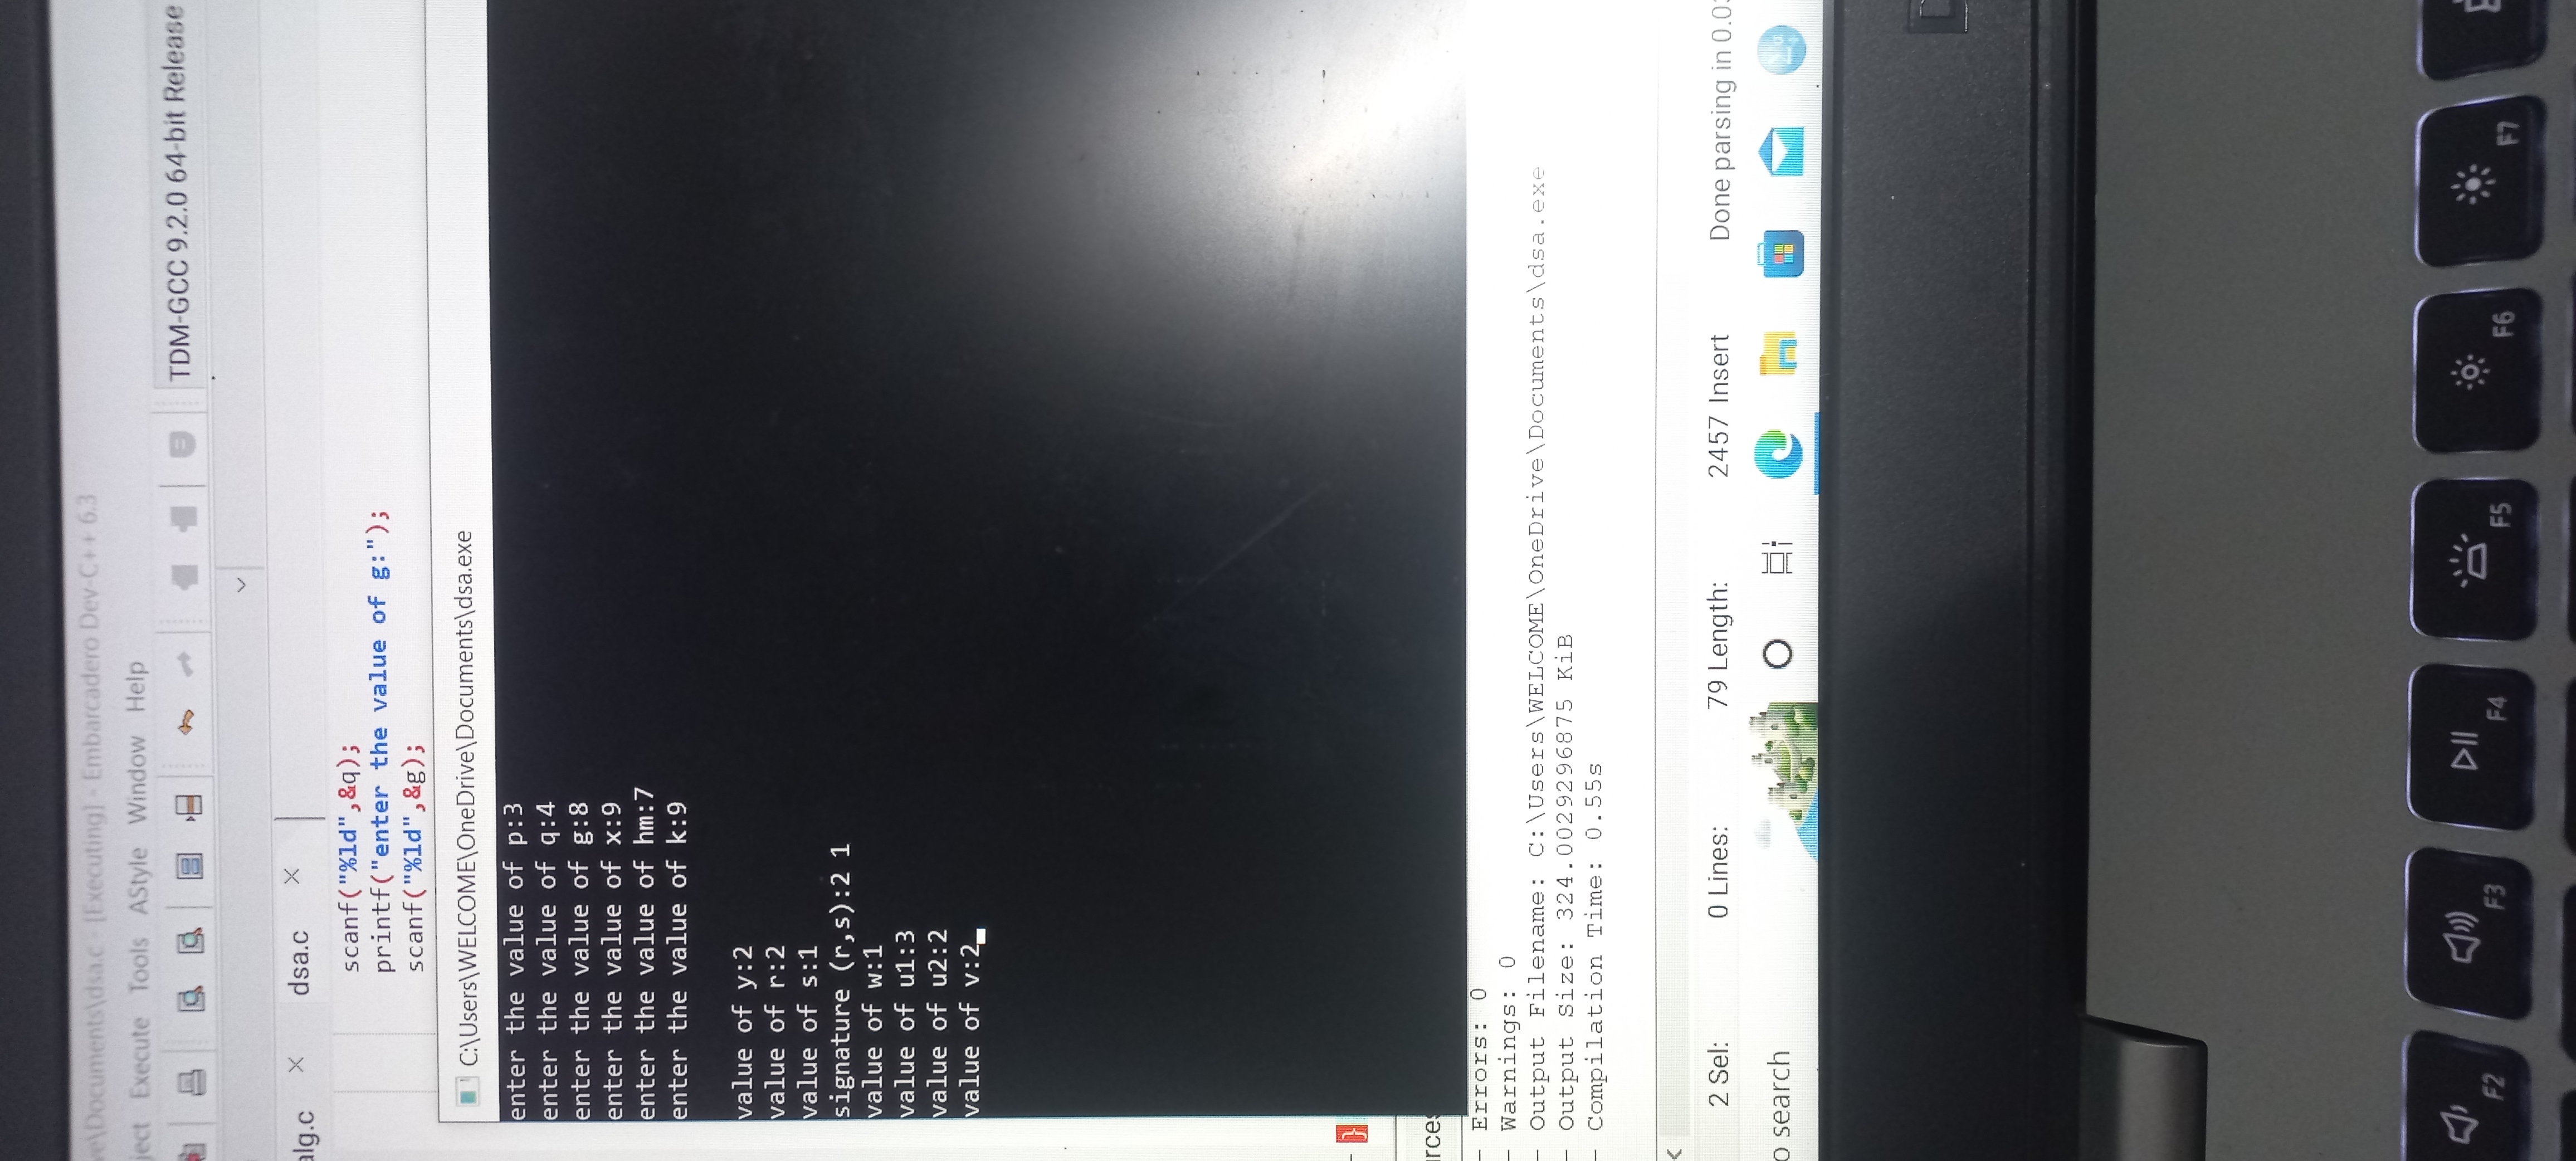 ve\Documents\dsa.c - [Executing] - Embarcadero Dev-C++ 6.3
ject Execute Tools AStyle Window Help
TDM-GCC 9.2.0 64-bit Release
alg.c dsa.c
scanf("%ld",&q);
printf("enter the value of g:");
scanf("%ld",&g);
C:\Users\WELCOME\OneDrive\Documents\dsa.exe
enter the value of p:3
enter the value of q:4
enter the value of g:8
enter the value of x:9
enter the value of hm:7
enter the value of k:9
value of y:2
value of r:2
value of s:1
signature (r,s):2 1
value of w:1
value of u1:3
value of u2:2
value of v:2
}
urces
- Errors: 0
- Warnings: 0
- Output Filename: C:\Users\WELCOME\OneDrive\Documents\dsa.exe
- Output Size: 324.0029296875 KiB
- Compilation Time: 0.55s
2 Sel: 0 Lines: 79 Length: 2457 Insert Done parsing in 0.03
o search
F2 F3 F4 F5 F6 F7